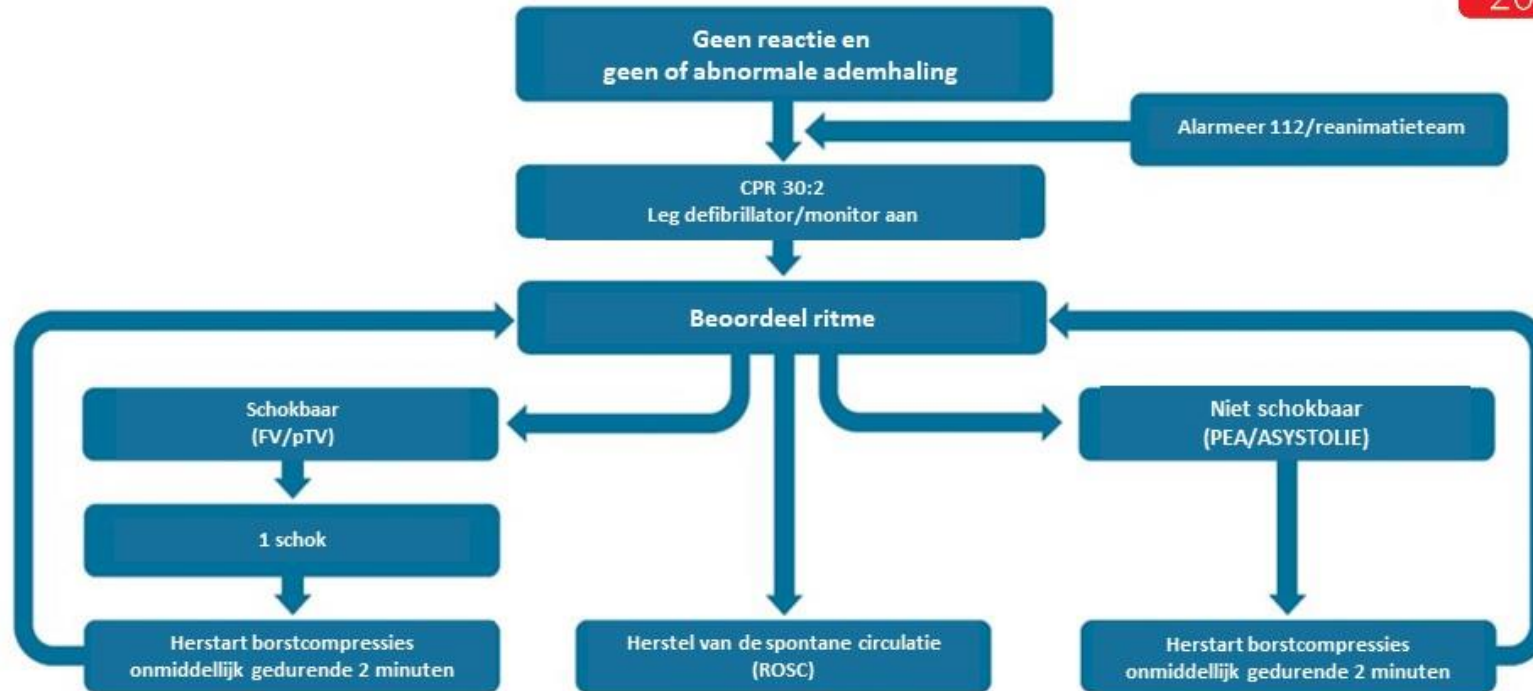 Geen reactie en
geen of abnormale ademhaling
Alarmeer 112/reanimatieteam
CPR 30:2
Leg defibrillator/monitor aan
Beoordeel ritme
Schokbaar
(FV/pTV)
Niet schokbaar
(PEA/ASYSTOLIE)
1 schok
Herstart borstcompressies
onmiddellijk gedurende 2 minuten
Herstel van de spontane circulatie
(ROSC)
Herstart borstcompressies
onmiddellijk gedurende 2 minuten